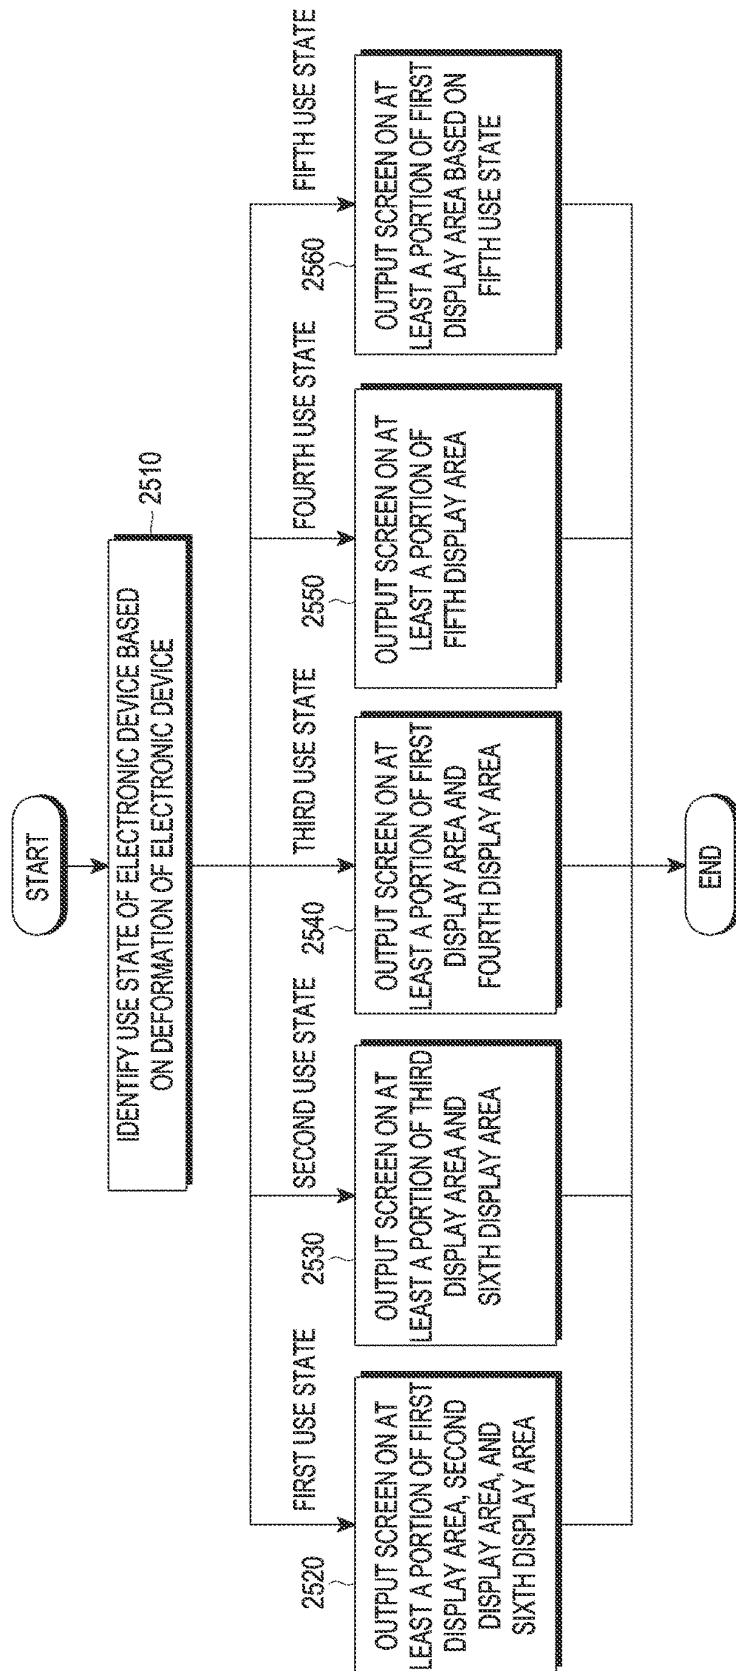 START
IDENTIFY USE STATE OF ELECTRONIC DEVICE BASED
ON DEFORMATION OF ELECTRONIC DEVICE
2510
FIRST USE STATE
2520
OUTPUT SCREEN ON AT
LEAST A PORTION OF FIRST
DISPLAY AREA, SECOND
DISPLAY AREA, AND
SIXTH DISPLAY AREA
SECOND USE STATE
2530
OUTPUT SCREEN ON AT
LEAST A PORTION OF THIRD
DISPLAY AREA AND
SIXTH DISPLAY AREA
THIRD USE STATE
2540
OUTPUT SCREEN ON AT
LEAST A PORTION OF FIRST
DISPLAY AREA AND
FOURTH DISPLAY AREA
FOURTH USE STATE
2550
OUTPUT SCREEN ON AT
LEAST A PORTION OF
FIFTH DISPLAY AREA
FIFTH USE STATE
2560
OUTPUT SCREEN ON AT
LEAST A PORTION OF FIRST
DISPLAY AREA BASED ON
FIFTH USE STATE
END